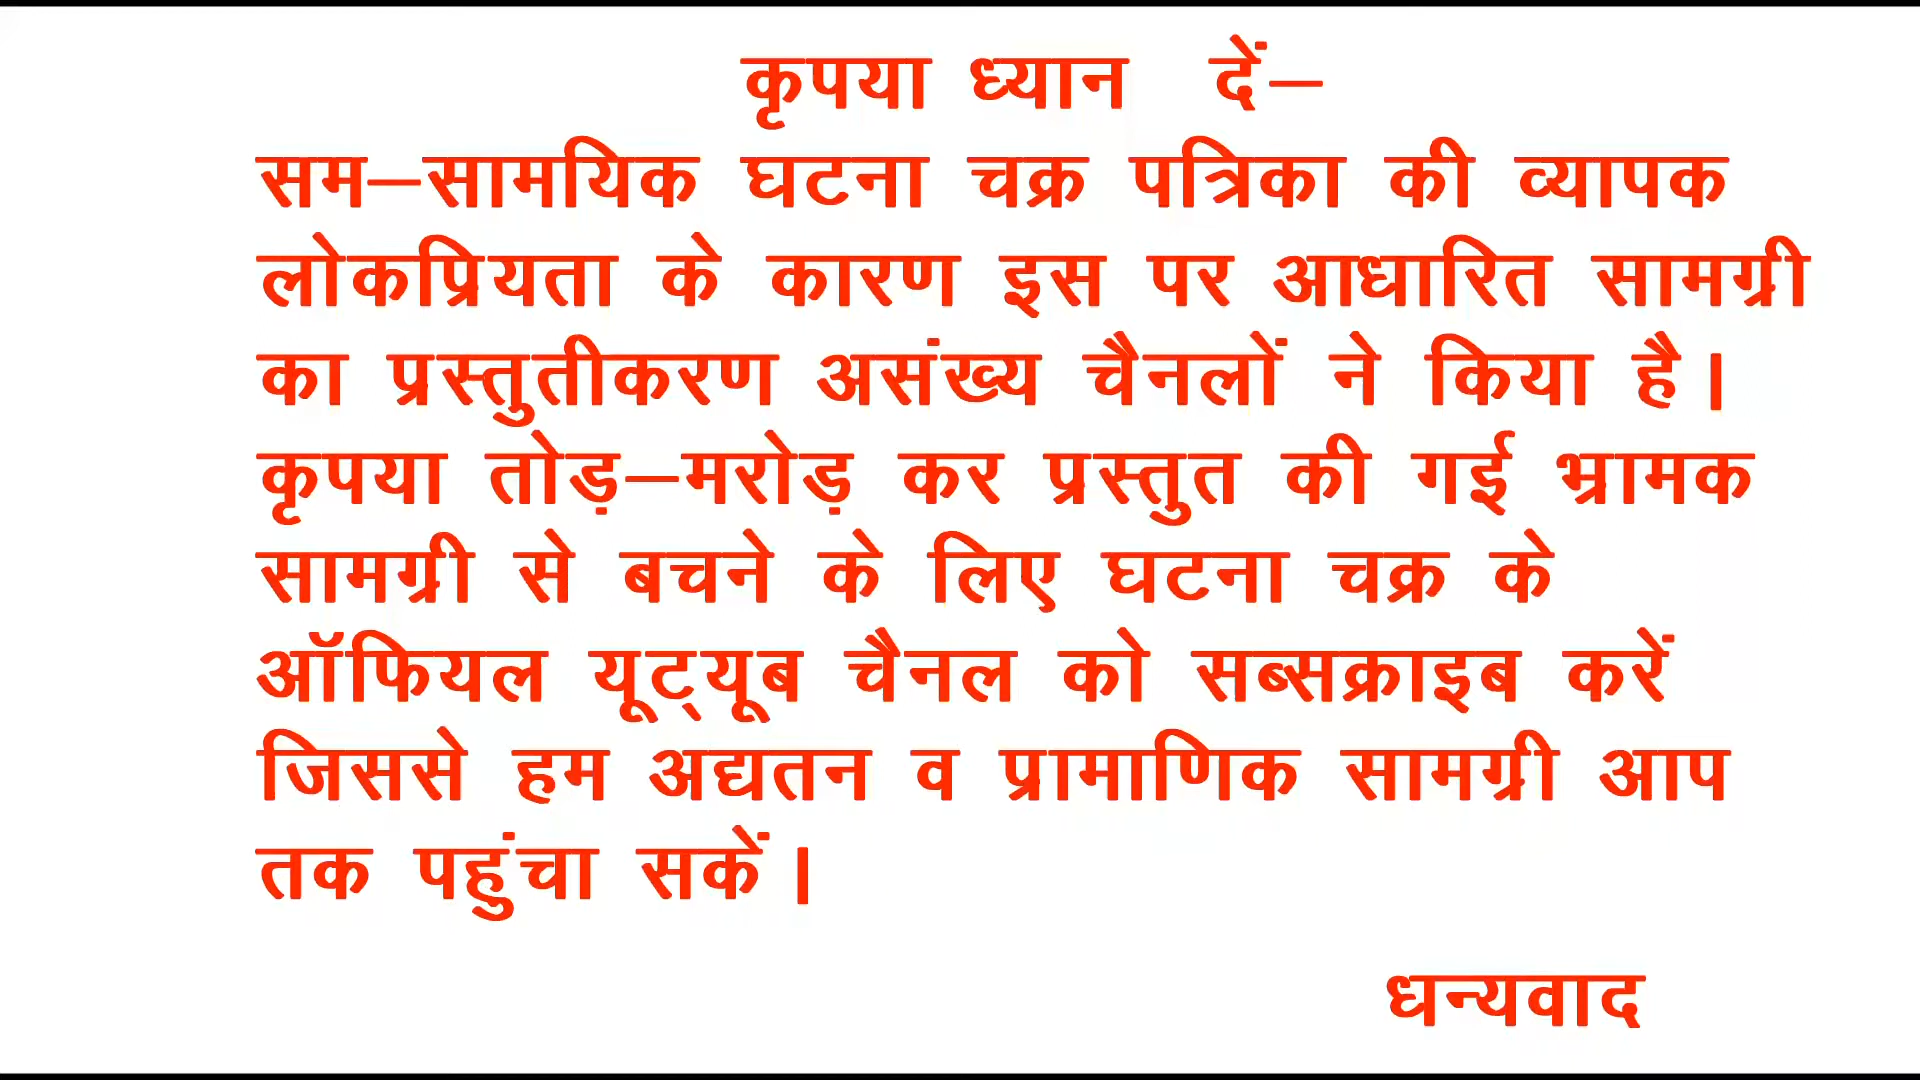 कृपया ध्यान दें–
सम–सामयिक घटना चक्र पत्रिका की व्यापक
लोकप्रियता के कारण इस पर आधारित सामग्री
का प्रस्तुतीकरण असंख्य चैनलों ने किया है।
कृपया तोड़–मरोड़ कर प्रस्तुत की गई भ्रामक
सामग्री से बचने के लिए घटना चक्र के
ऑफियल यूट्यूब चैनल को सब्सक्राइब करें
जिससे हम अद्यतन व प्रामाणिक सामग्री आप
तक पहुंचा सकें।
धन्यवाद